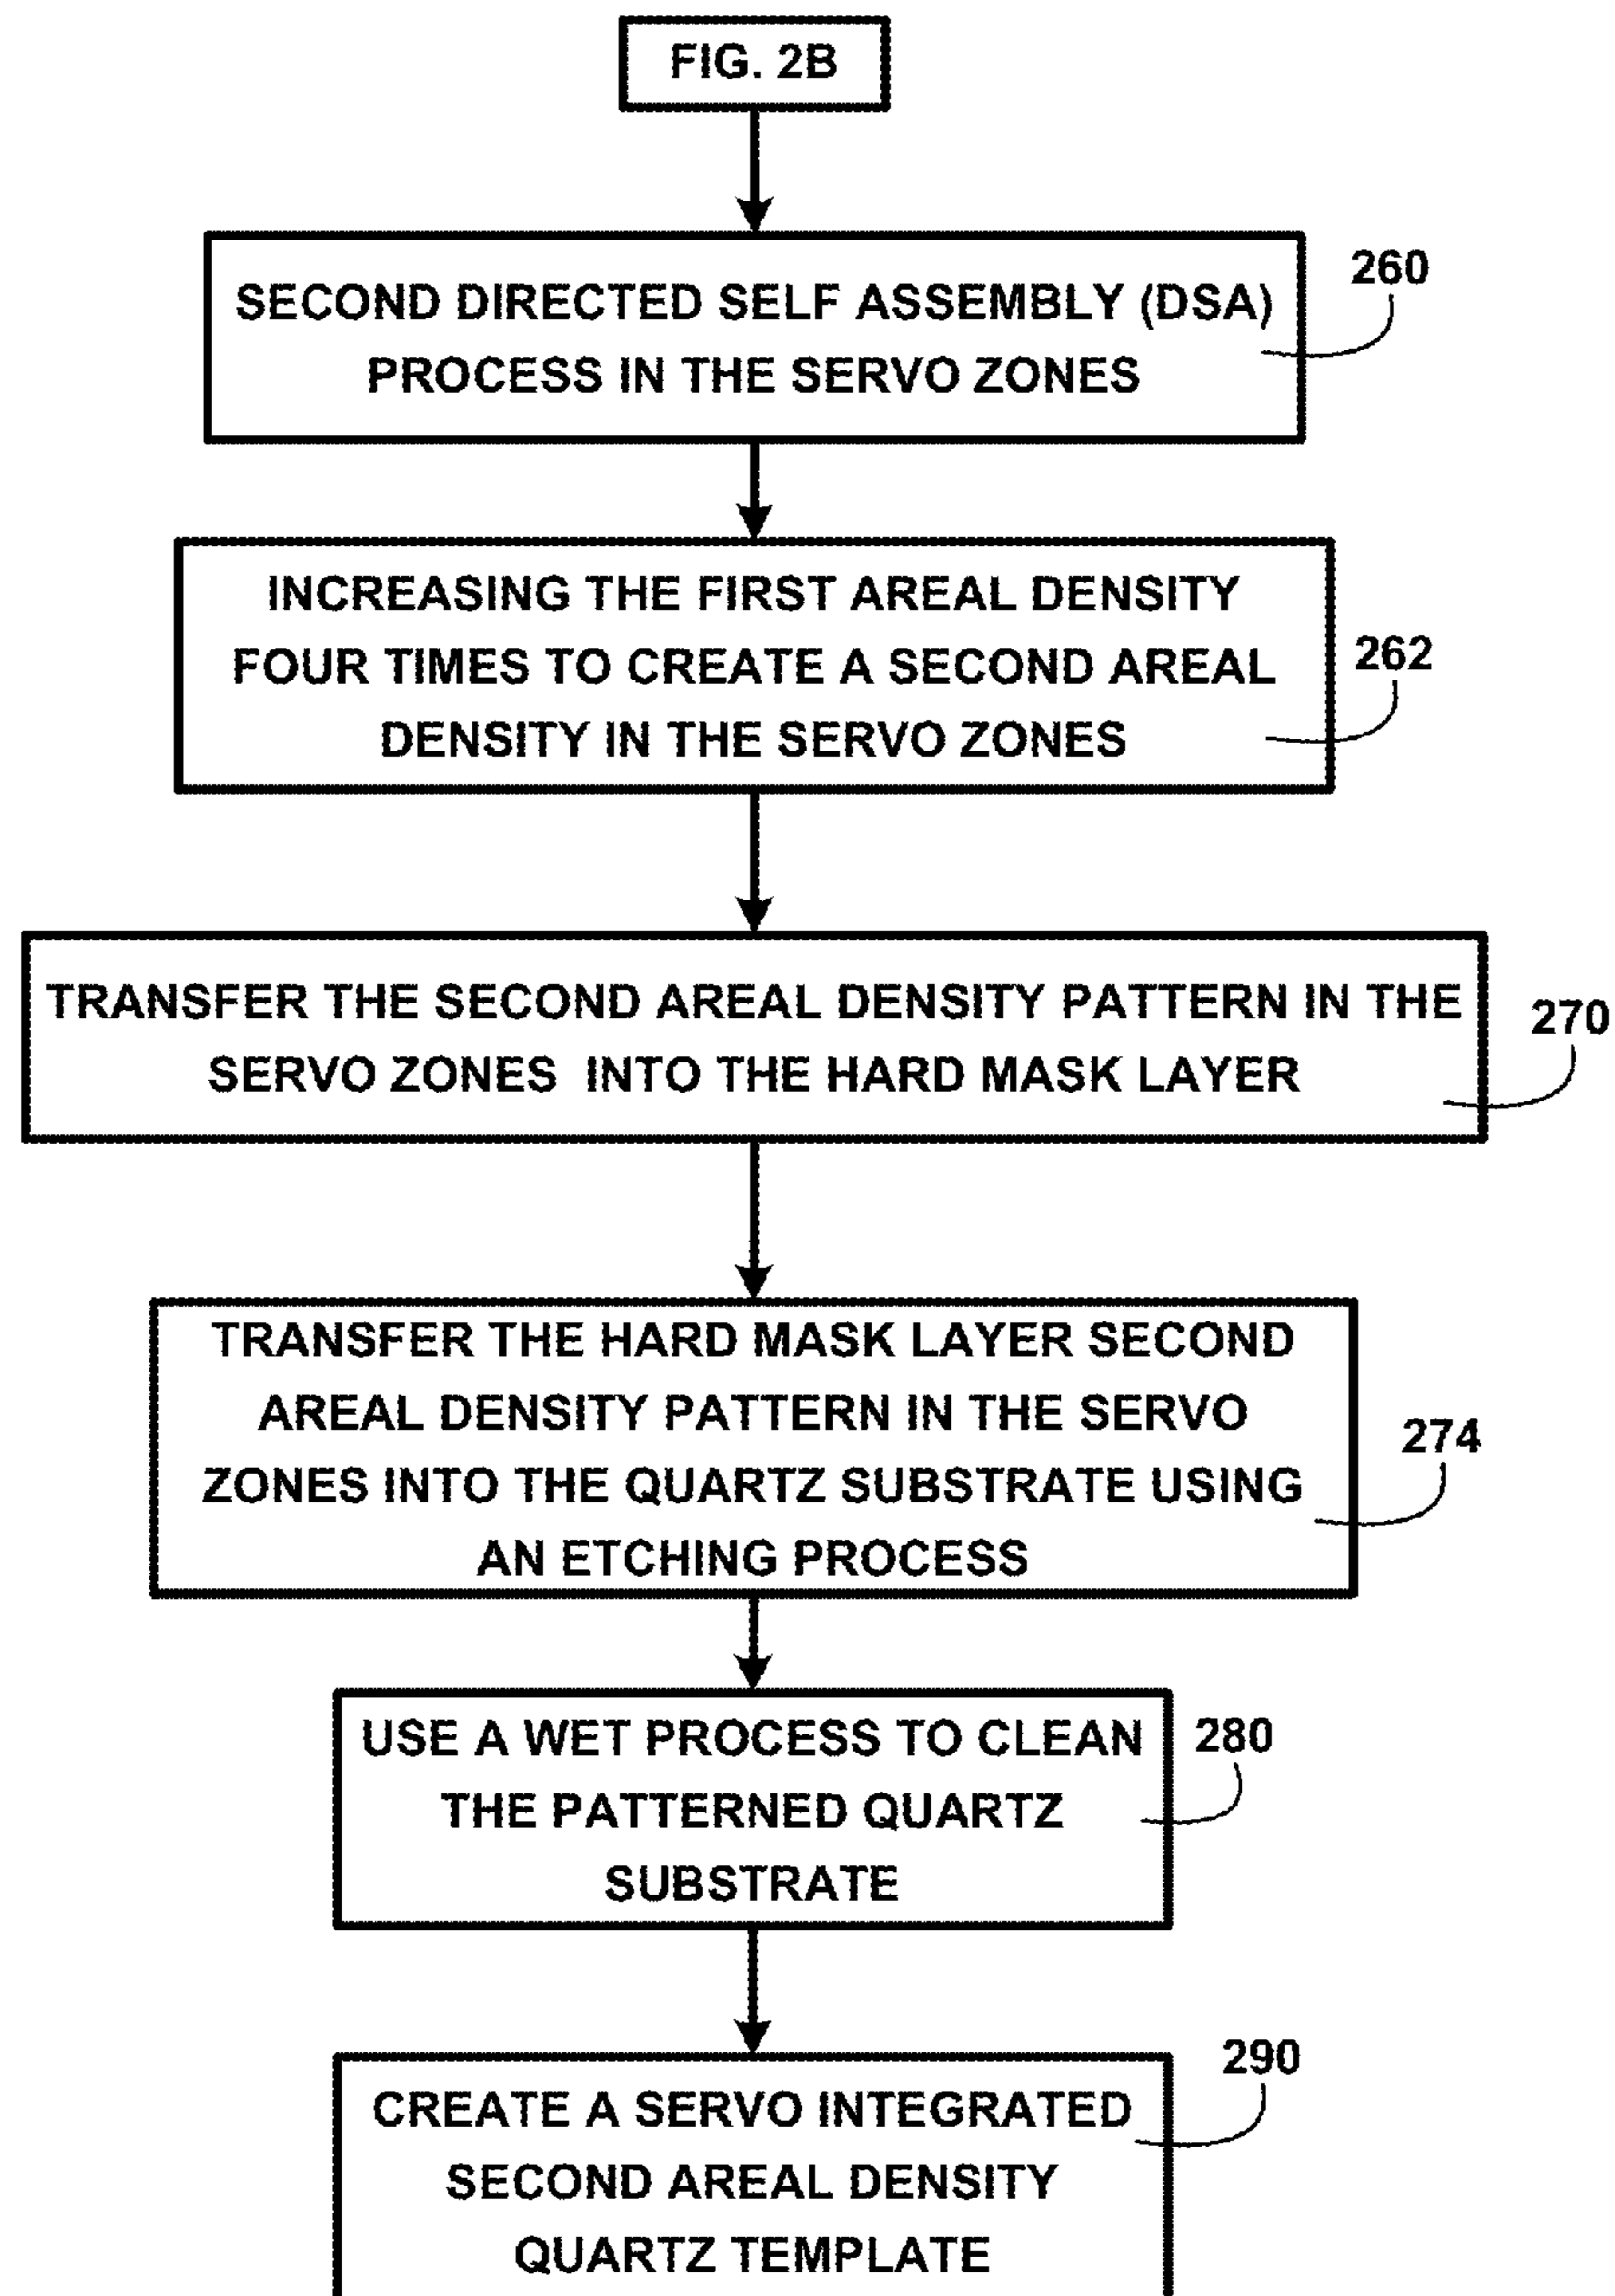 FIG. 2B
SECOND DIRECTED SELF ASSEMBLY (DSA)
PROCESS IN THE SERVO ZONES
260
INCREASING THE FIRST AREAL DENSITY
FOUR TIMES TO CREATE A SECOND AREAL
DENSITY IN THE SERVO ZONES
262
TRANSFER THE SECOND AREAL DENSITY PATTERN IN THE
SERVO ZONES INTO THE HARD MASK LAYER
270
TRANSFER THE HARD MASK LAYER SECOND
AREAL DENSITY PATTERN IN THE SERVO
ZONES INTO THE QUARTZ SUBSTRATE USING
AN ETCHING PROCESS
274
USE A WET PROCESS TO CLEAN
THE PATTERNED QUARTZ
SUBSTRATE
280
CREATE A SERVO INTEGRATED
SECOND AREAL DENSITY
QUARTZ TEMPLATE
290